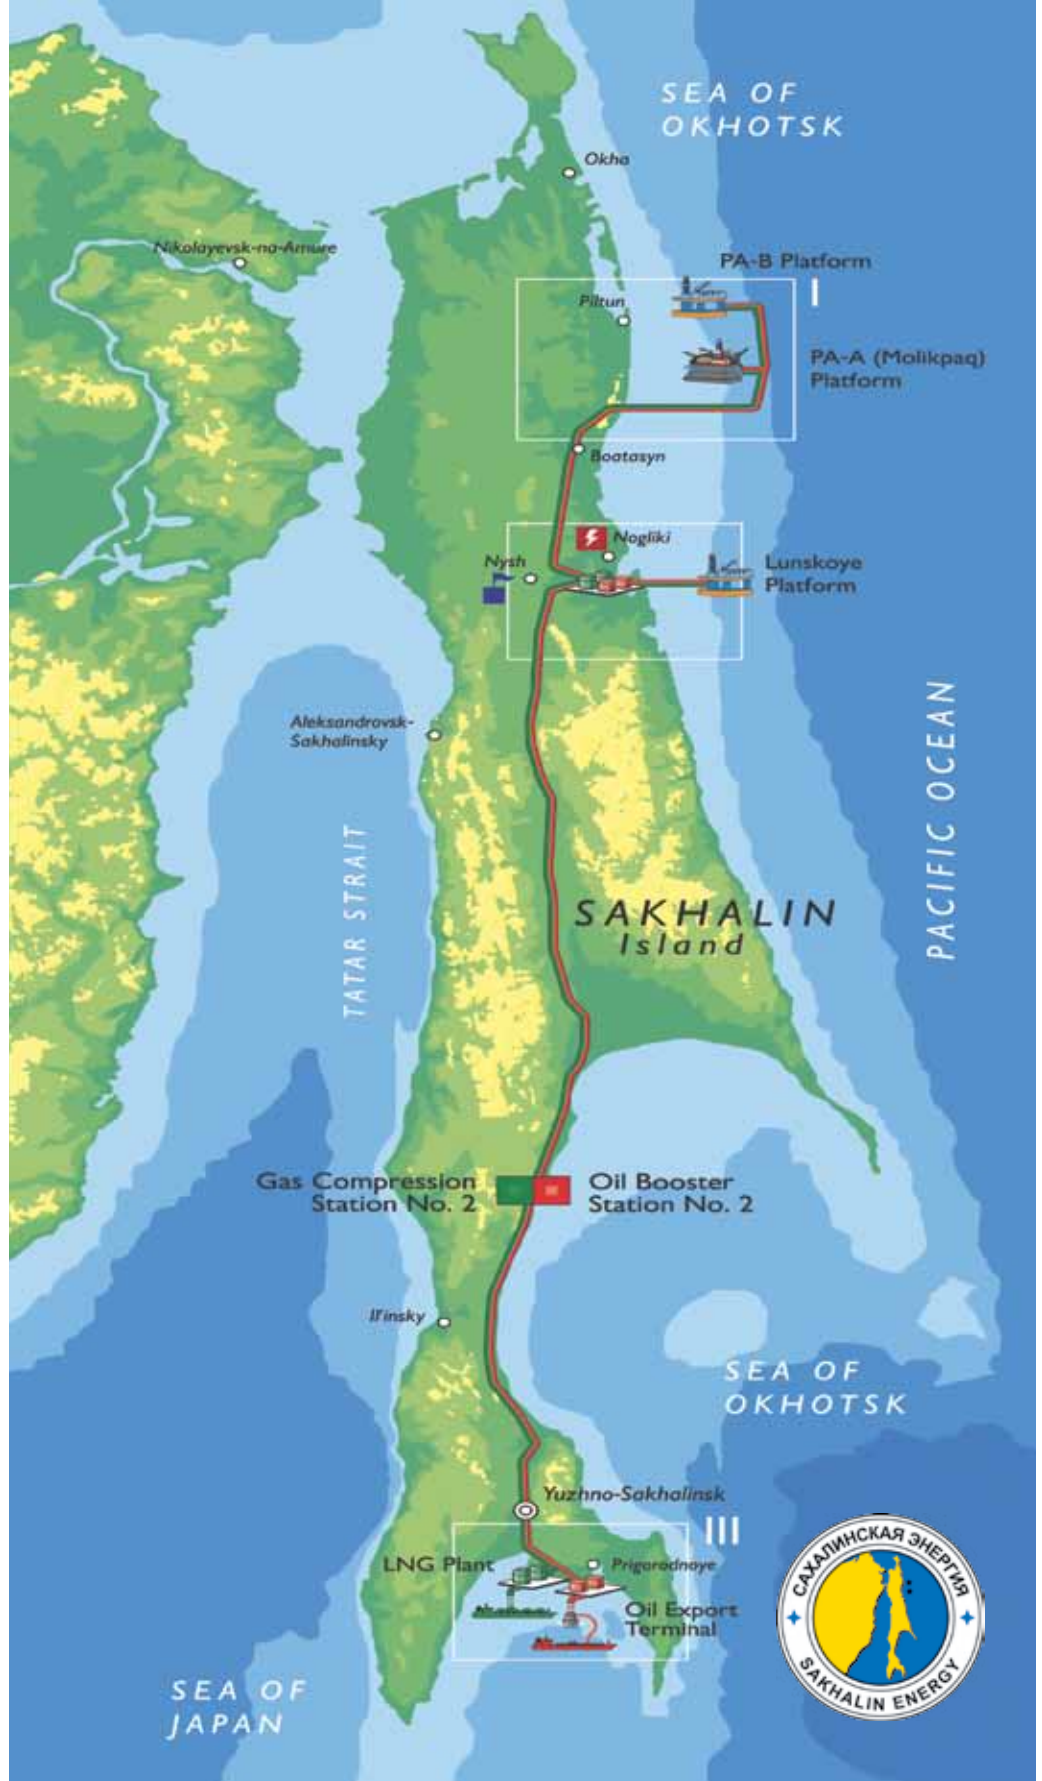 SEA OF
OKHOTSK
Okha
Nikolayevsk-na-Amure
PA-B Platform
I
Piltun
PA-A (Molikpaq)
Platform
Boatasyn
Nogliki
Nysh
Lunskoye
Platform
Aleksandrovsk-
Sakhalinsky
PACIFIC OCEAN
TATAR STRAIT
SAKHALIN
Island
Gas Compression
Station No. 2
Oil Booster
Station No. 2
Il'insky
SEA OF
OKHOTSK
Yuzhno-Sakhalinsk
III
LNG Plant
Prigorodnoye
Oil Export
Terminal
САХАЛИНСКАЯ ЭНЕРГИЯ
SAKHALIN ENERGY
SEA OF
JAPAN